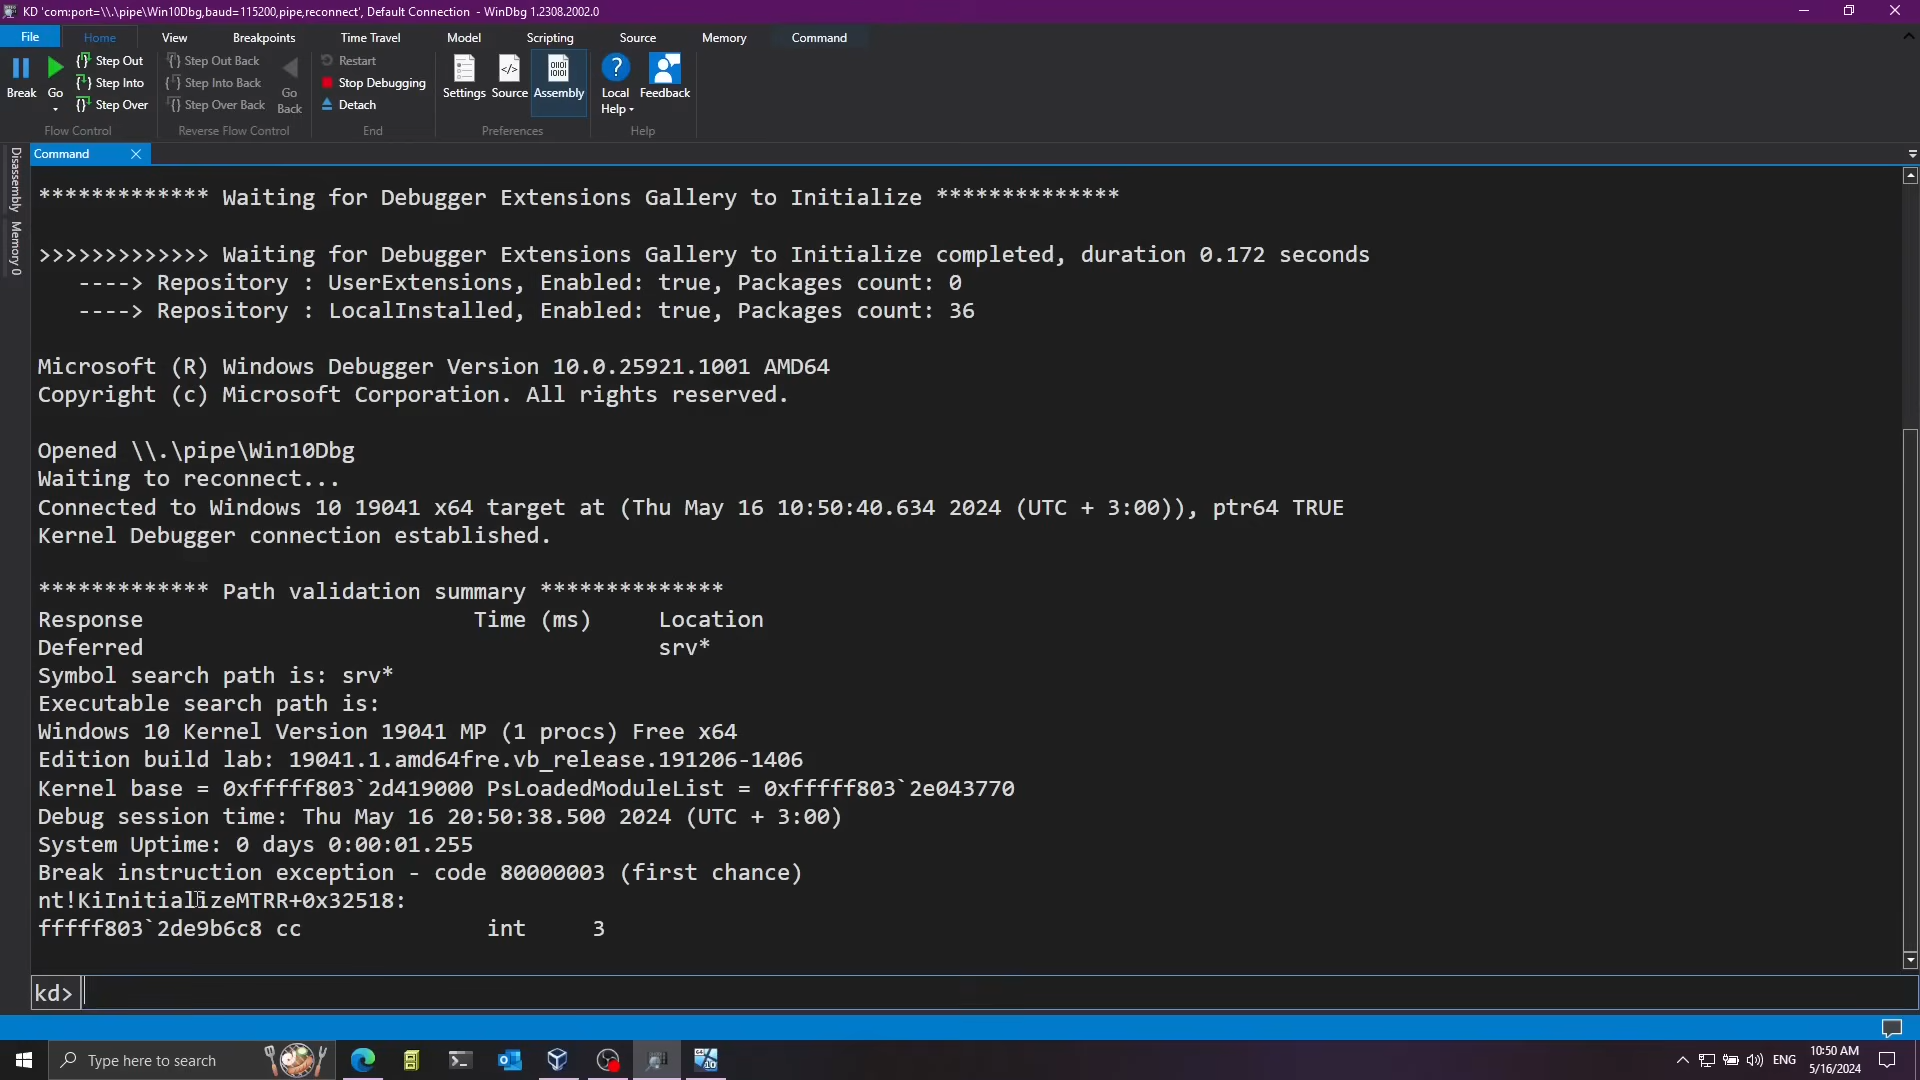 KD 'com:port=\\.\pipe\Win10Dbg,baud=115200,pipe,reconnect', Default Connection - WinDbg 1.2308.2002.0
File Home View Breakpoints Time Travel Model Scripting Source Memory Command
Break
Go
Step Out
Step Into
Step Over
Flow Control
Step Out Back
Step Into Back
Step Over Back
Go Back
Reverse Flow Control
Restart
Stop Debugging
Detach
End
Settings Source Assembly
Preferences
Local Help
Feedback
Help
Disassembly
Memory 0
Command
************* Waiting for Debugger Extensions Gallery to Initialize **************
>>>>>>>>>>>>> Waiting for Debugger Extensions Gallery to Initialize completed, duration 0.172 seconds
----> Repository : UserExtensions, Enabled: true, Packages count: 0
----> Repository : LocalInstalled, Enabled: true, Packages count: 36
Microsoft (R) Windows Debugger Version 10.0.25921.1001 AMD64
Copyright (c) Microsoft Corporation. All rights reserved.
Opened \\.\pipe\Win10Dbg
Waiting to reconnect...
Connected to Windows 10 19041 x64 target at (Thu May 16 10:50:40.634 2024 (UTC + 3:00)), ptr64 TRUE
Kernel Debugger connection established.
************* Path validation summary **************
Response Time (ms) Location
Deferred srv*
Symbol search path is: srv*
Executable search path is:
Windows 10 Kernel Version 19041 MP (1 procs) Free x64
Edition build lab: 19041.1.amd64fre.vb_release.191206-1406
Kernel base = 0xfffff803`2d419000 PsLoadedModuleList = 0xfffff803`2e043770
Debug session time: Thu May 16 20:50:38.500 2024 (UTC + 3:00)
System Uptime: 0 days 0:00:01.255
Break instruction exception - code 80000003 (first chance)
nt!KiInitializeMTRR+0x32518:
fffff803`2de9b6c8 cc int 3
kd>
Type here to search
ENG
10:50 AM
5/16/2024